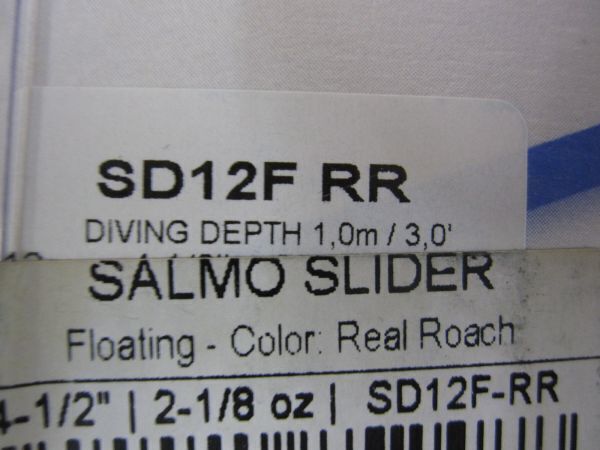 SD12F RR
DIVING DEPTH 1,0m / 3,0'
SALMO SLIDER
Floating - Color: Real Roach
4-1/2" | 2-1/8 oz | SD12F-RR